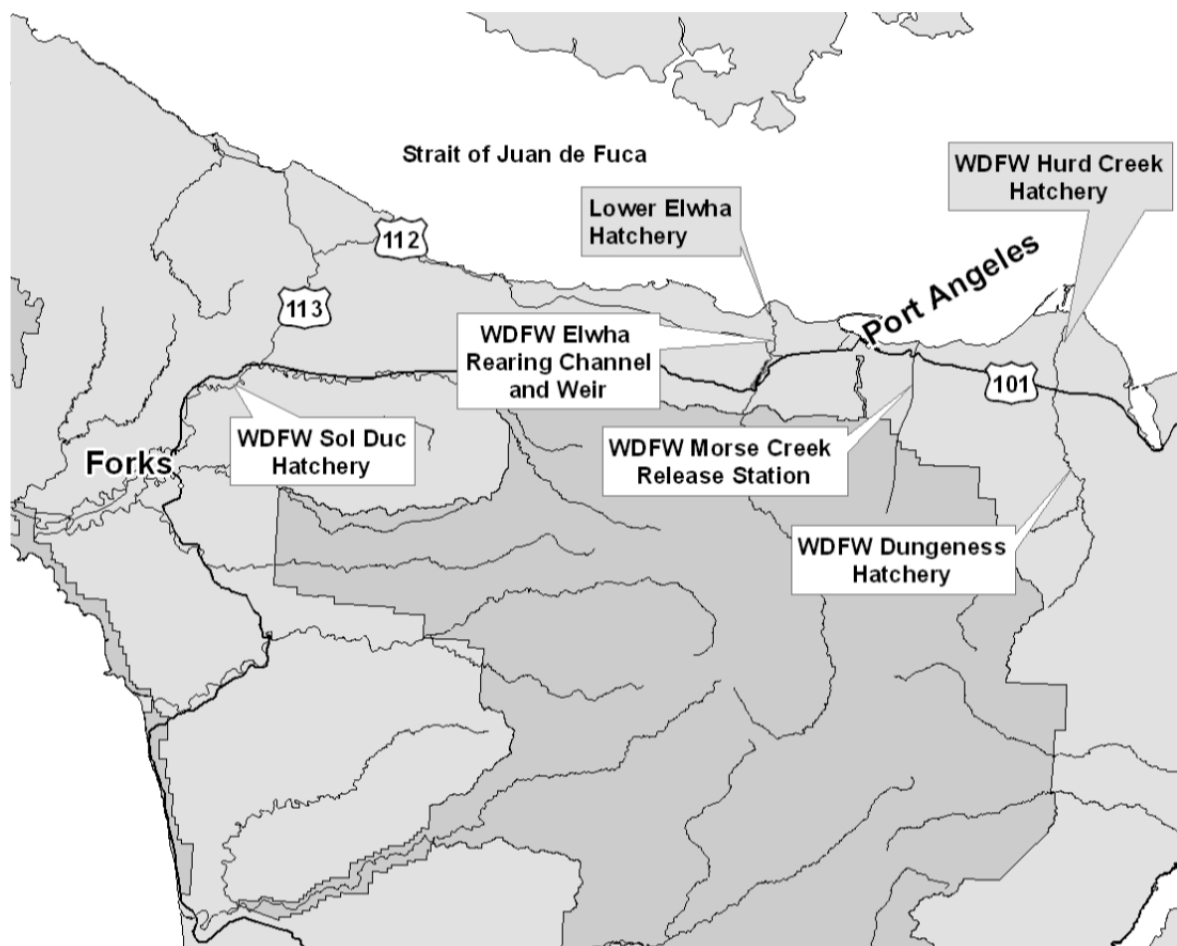 Strait of Juan de Fuca
WDFW Hurd Creek
Hatchery
Lower Elwha
Hatchery
112
Port Angeles
113
WDFW Elwha
Rearing Channel
and Weir
101
WDFW Sol Duc
Hatchery
Forks
WDFW Morse Creek
Release Station
WDFW Dungeness
Hatchery